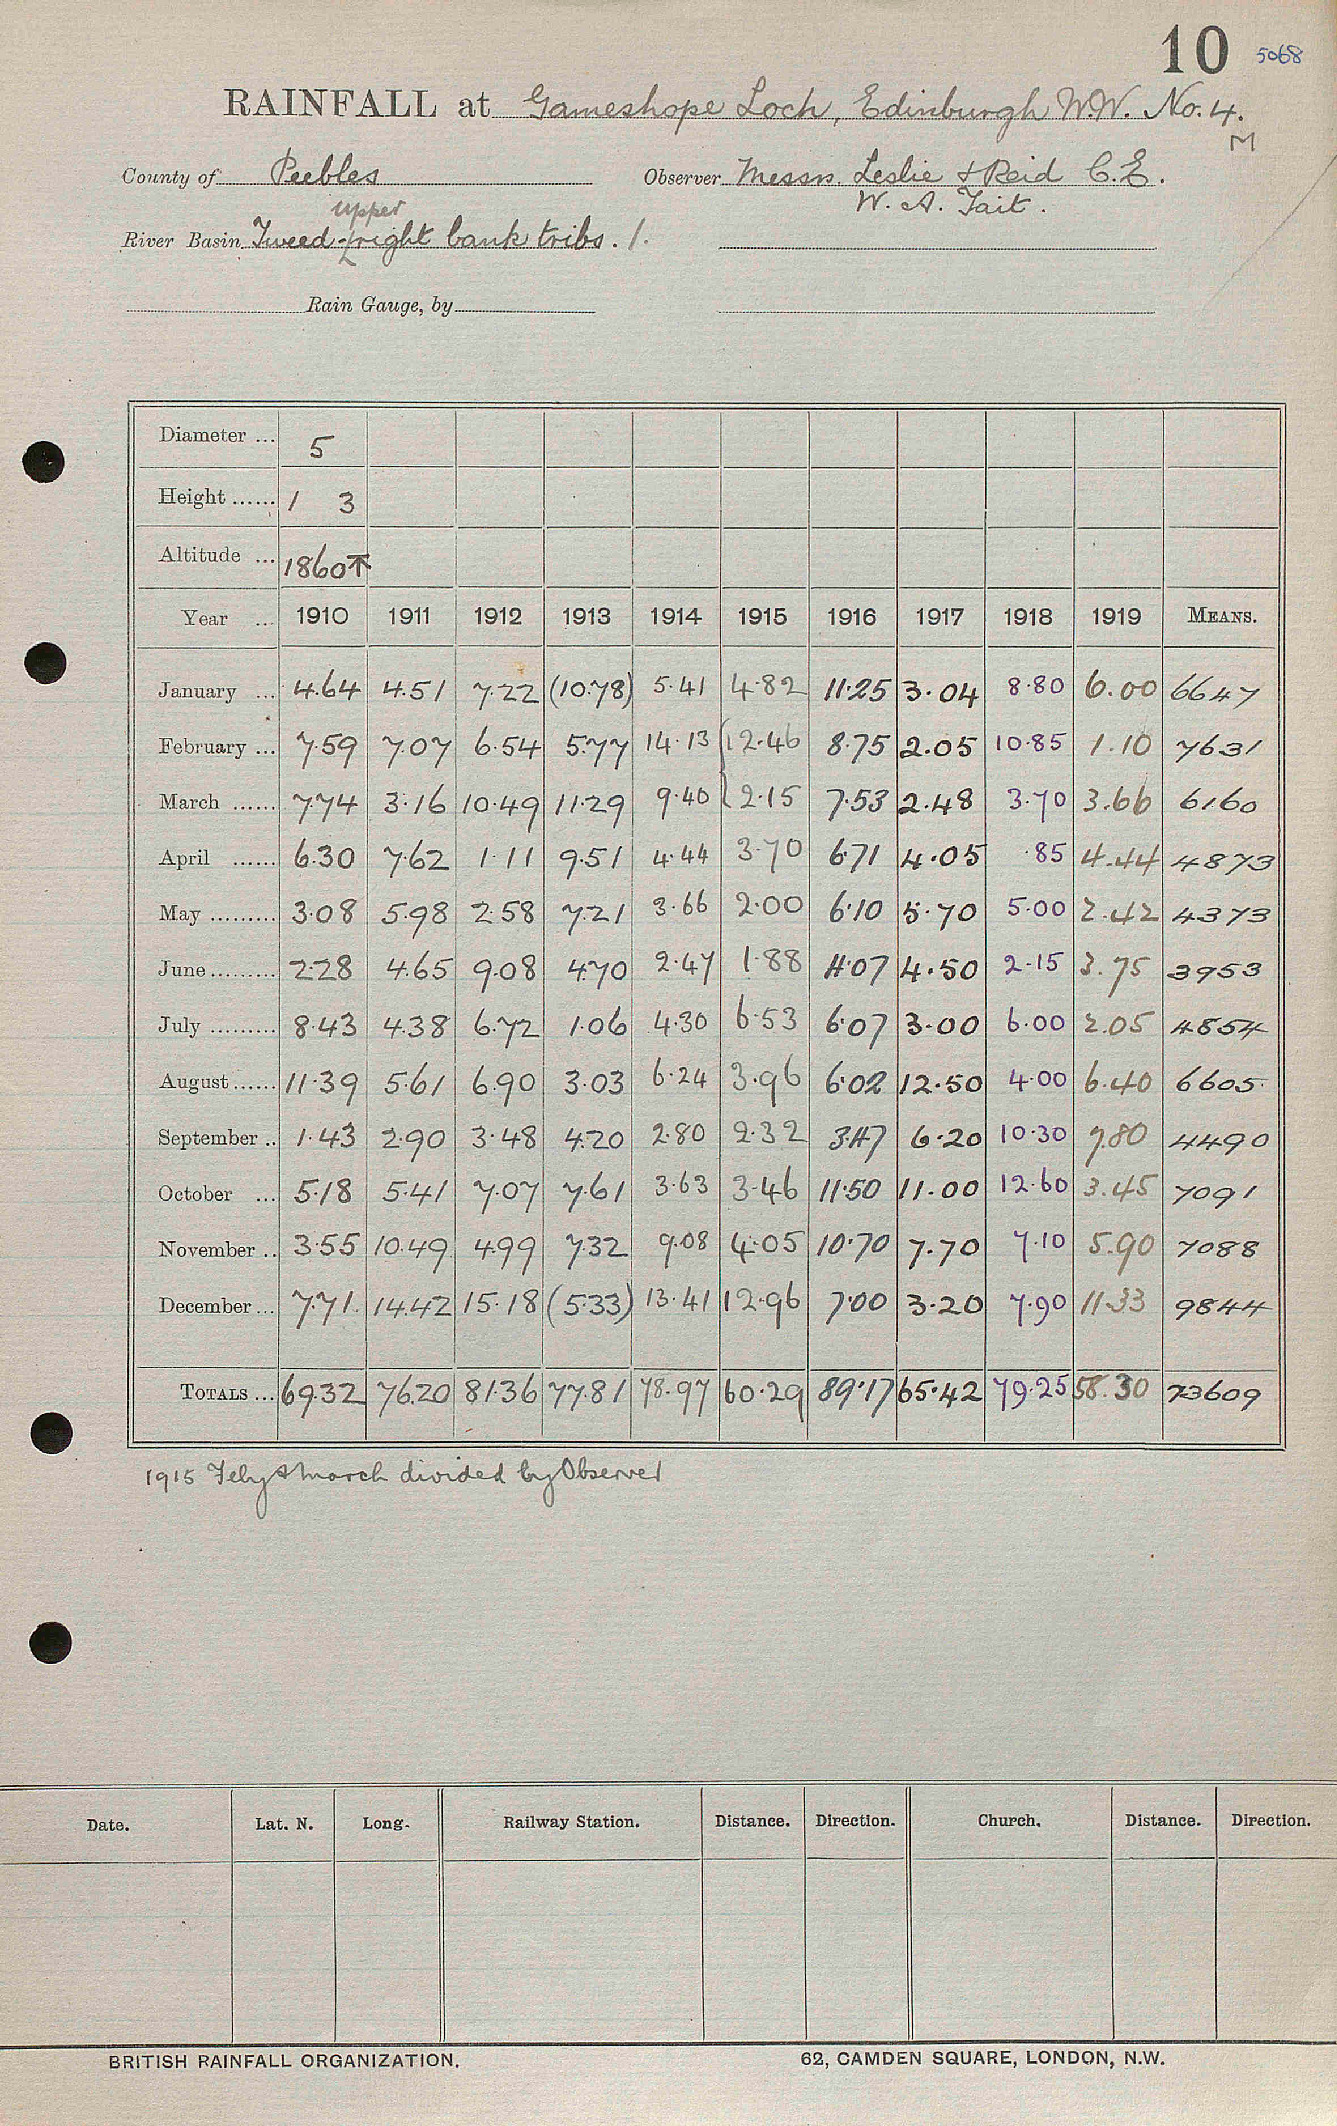 10 5068
RAINFALL at Gameshope Loch, Edinburgh W.W. No. 4.
M
County of Peebles Observer Messrs. Leslie & Reid C.E.
W. A. Tait.
upper
River Basin Tweed-right bank tribs. 1.
Rain Gauge, by
Diameter ... 5
Height ...... 1 3
Altitude ... 1860
Year ... 1910 1911 1912 1913 1914 1915 1916 1917 1918 1919 MEANS.
January ... 4.64 4.51 7.22 (10.78) 5.41 4.82 11.25 3.04 8.80 6.00 6647
February ... 7.59 7.07 6.54 5.77 14.13 12.46 8.75 2.05 10.85 1.10 7631
March ...... 7.74 3.16 10.49 11.29 9.40 2.15 7.53 2.48 3.70 3.66 6160
April ...... 6.30 7.62 1.11 9.51 4.44 3.70 6.71 4.05 .85 4.44 4873
May ......... 3.08 5.98 2.58 7.21 3.66 2.00 6.10 5.70 5.00 2.42 4373
June ......... 2.28 4.65 9.08 4.70 2.47 1.88 4.07 4.50 2.15 3.75 3953
July ......... 8.43 4.38 6.72 1.06 4.30 6.53 6.07 3.00 6.00 2.05 4854
August ...... 11.39 5.61 6.90 3.03 6.24 3.96 6.02 12.50 4.00 6.40 6605
September .. 1.43 2.90 3.48 4.20 2.80 2.32 3.47 6.20 10.30 7.80 4490
October ... 5.18 5.41 7.07 7.61 3.63 3.46 11.50 11.00 12.60 3.45 7091
November .. 3.55 10.49 4.99 7.32 9.08 4.05 10.70 7.70 7.10 5.90 7088
December ... 7.71 14.42 15.18 (5.33) 13.41 12.96 7.00 3.20 7.90 11.33 9844
TOTALS ... 69.32 76.20 81.36 77.81 78.97 60.29 89.17 65.42 79.25 58.30 73609
1915 Feby & March divided by Observer
Date. Lat. N. Long. Railway Station. Distance. Direction. Church. Distance. Direction.
BRITISH RAINFALL ORGANIZATION. 62, CAMDEN SQUARE, LONDON, N.W.